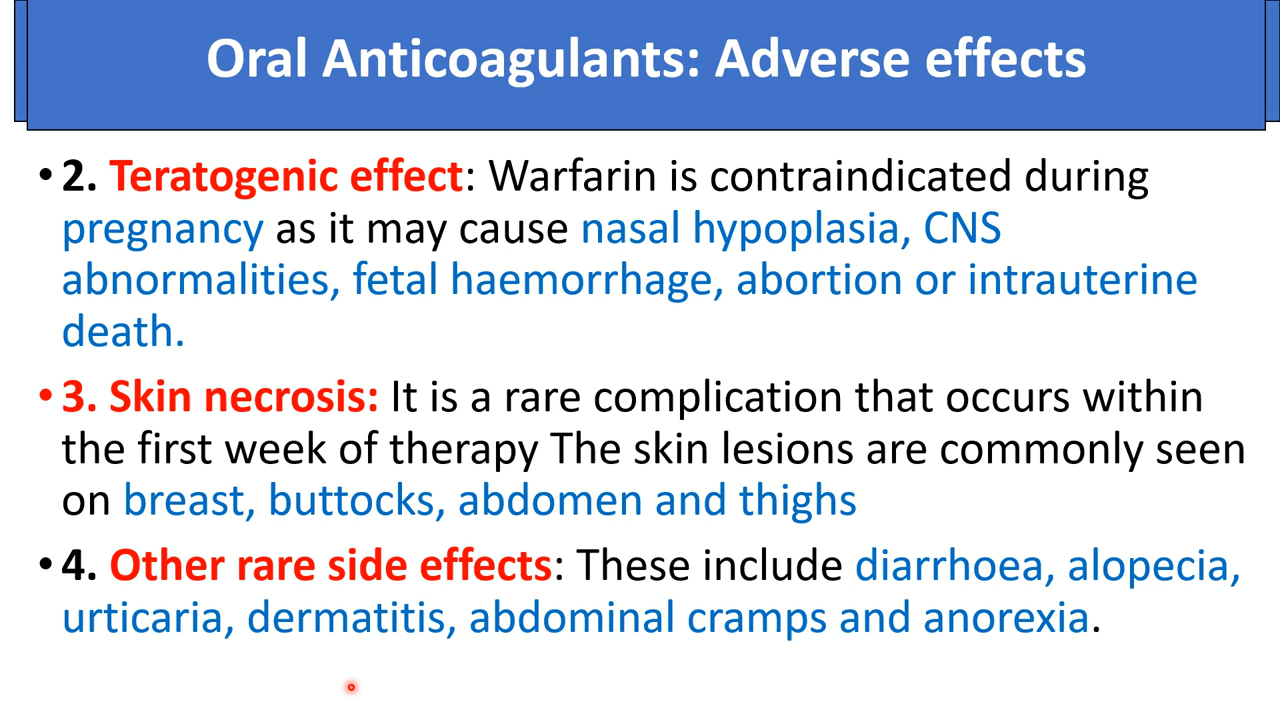 Oral Anticoagulants: Adverse effects
• 2. Teratogenic effect: Warfarin is contraindicated during
pregnancy as it may cause nasal hypoplasia, CNS
abnormalities, fetal haemorrhage, abortion or intrauterine
death.
• 3. Skin necrosis: It is a rare complication that occurs within
the first week of therapy The skin lesions are commonly seen
on breast, buttocks, abdomen and thighs
• 4. Other rare side effects: These include diarrhoea, alopecia,
urticaria, dermatitis, abdominal cramps and anorexia.